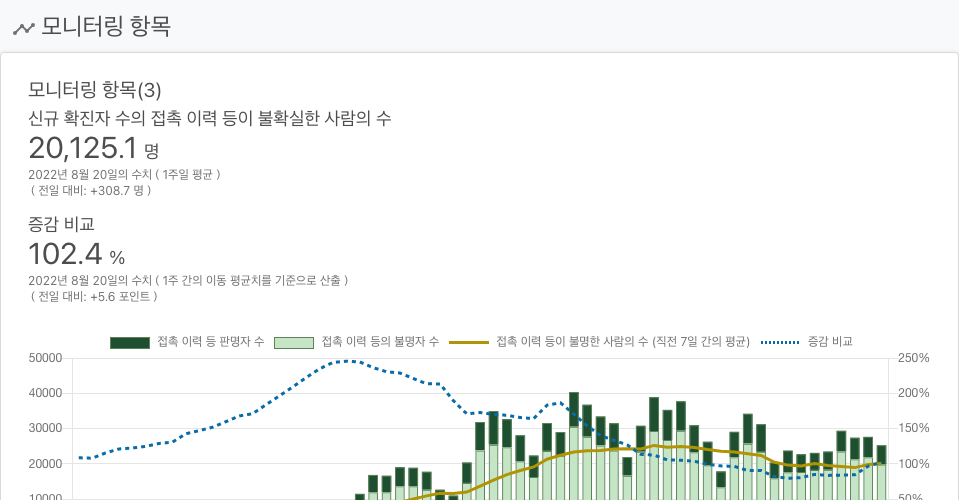 모니터링 항목
모니터링 항목(3)
신규 확진자 수의 접촉 이력 등이 불확실한 사람의 수
20,125.1 명
2022년 8월 20일의 수치 ( 1주일 평균 )
( 전일 대비: +308.7 명 )
증감 비교
102.4 %
2022년 8월 20일의 수치 ( 1주 간의 이동 평균치를 기준으로 산출 )
( 전일 대비: +5.6 포인트 )
접촉 이력 등 판명자 수 접촉 이력 등의 불명자 수 접촉 이력 등이 불명한 사람의 수 (직전 7일 간의 평균) 증감 비교
50000 250%
40000 200%
30000 150%
20000 100%
10000 50%